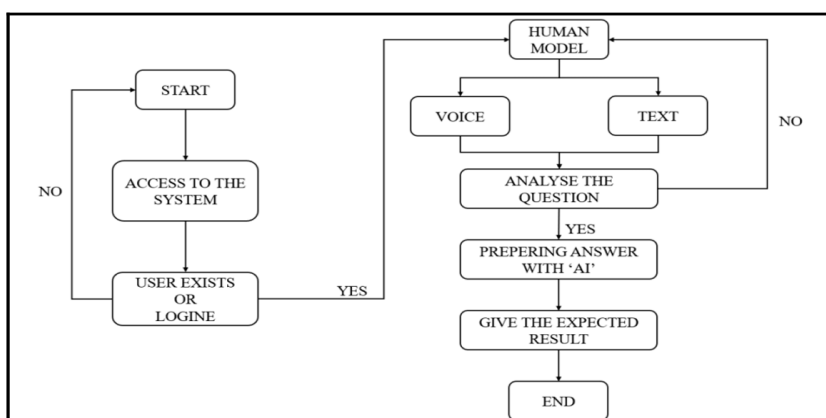 START
NO
ACCESS TO THE
SYSTEM
USER EXISTS
OR
LOGINE
YES
HUMAN
MODEL
VOICE
TEXT
NO
ANALYSE THE
QUESTION
YES
PREPERING ANSWER
WITH ‘AI’
GIVE THE EXPECTED
RESULT
END